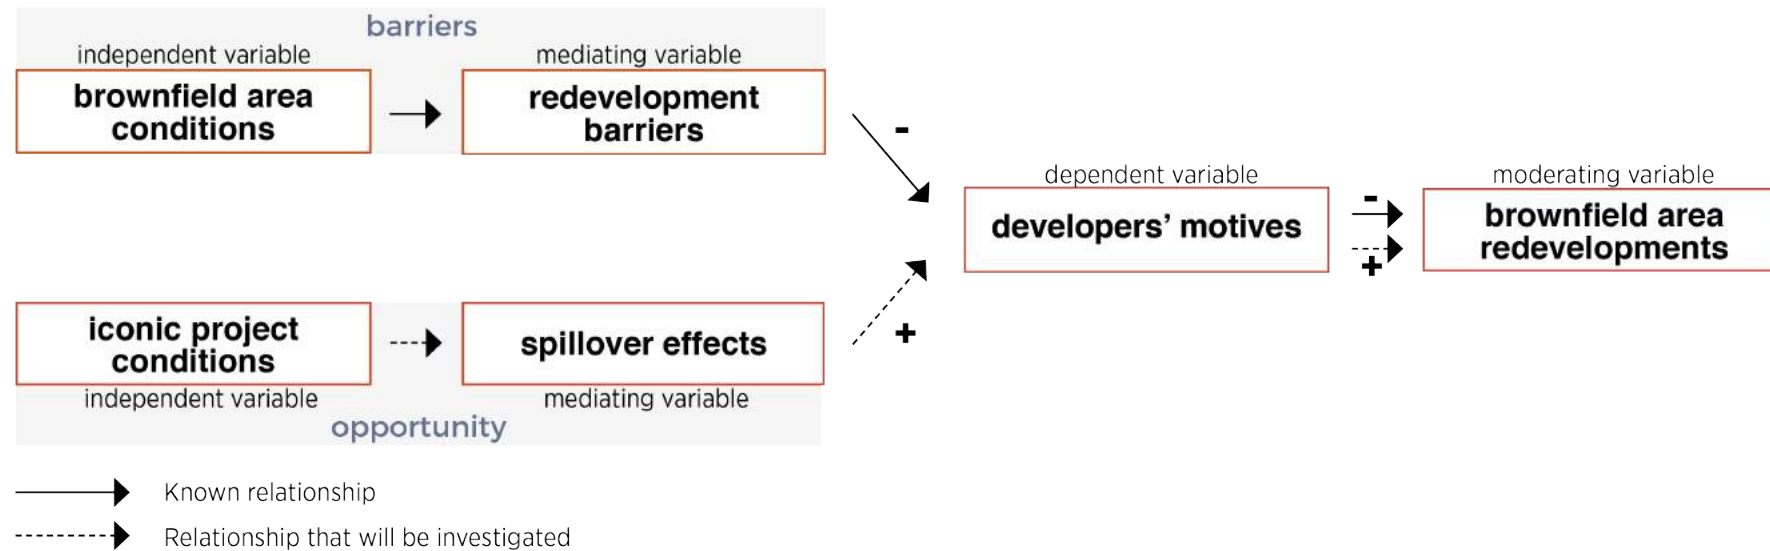 barriers
independent variable
brownfield area
conditions
mediating variable
redevelopment
barriers
-
dependent variable
developers’ motives
-
+
moderating variable
brownfield area
redevelopments
iconic project
conditions
independent variable
spillover effects
mediating variable
+
opportunity
Known relationship
Relationship that will be investigated